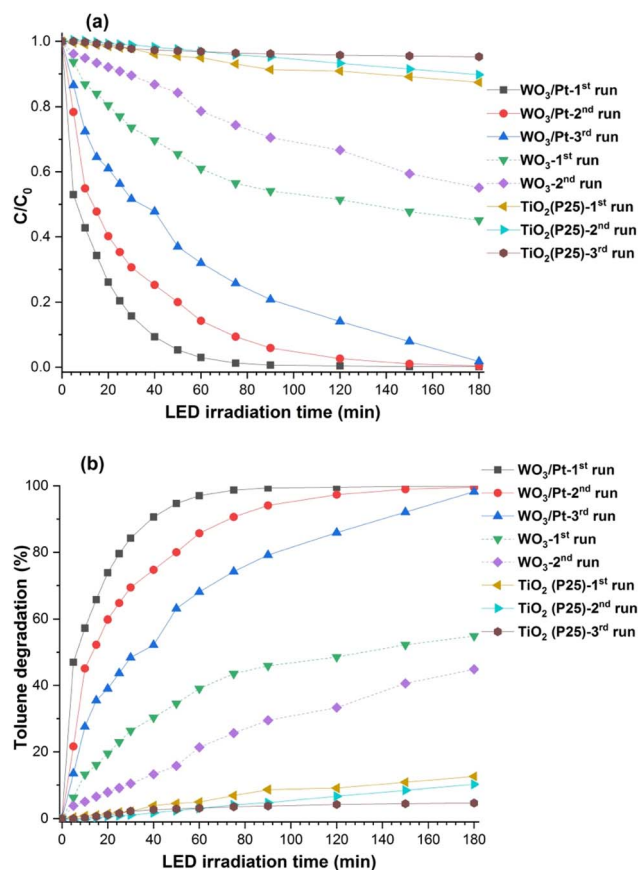 (a)
1.0
0.8
0.6
0.4
0.2
0.0
C/C₀
0 20 40 60 80 100 120 140 160 180
LED irradiation time (min)
WO₃/Pt-1ˢᵗ run
WO₃/Pt-2ⁿᵈ run
WO₃/Pt-3ʳᵈ run
WO₃-1ˢᵗ run
WO₃-2ⁿᵈ run
TiO₂(P25)-1ˢᵗ run
TiO₂(P25)-2ⁿᵈ run
TiO₂(P25)-3ʳᵈ run
(b)
100
80
60
40
20
0
Toluene degradation (%)
0 20 40 60 80 100 120 140 160 180
LED irradiation time (min)
WO₃/Pt-1ˢᵗ run
WO₃/Pt-2ⁿᵈ run
WO₃/Pt-3ʳᵈ run
WO₃-1ˢᵗ run
WO₃-2ⁿᵈ run
TiO₂ (P25)-1ˢᵗ run
TiO₂ (P25)-2ⁿᵈ run
TiO₂ (P25)-3ʳᵈ run